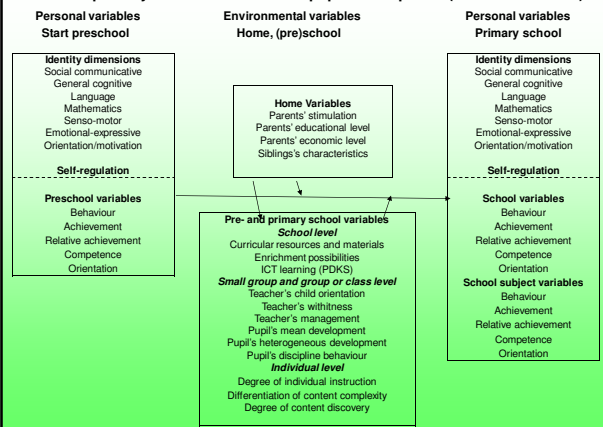 Personal variables
Start preschool
Environmental variables
Home, (pre)school
Personal variables
Primary school
Identity dimensions
Social communicative
General cognitive
Language
Mathematics
Senso-motor
Emotional-expressive
Orientation/motivation
Self-regulation
Preschool variables
Behaviour
Achievement
Relative achievement
Competence
Orientation
Home Variables
Parents' stimulation
Parents' educational level
Parents' economic level
Siblings's characteristics
Pre- and primary school variables
School level
Curricular resources and materials
Enrichment possibilities
ICT learning (PDKS)
Small group and group or class level
Teacher's child orientation
Teacher's withitness
Teacher's management
Pupil's mean development
Pupil's heterogeneous development
Pupil's discipline behaviour
Individual level
Degree of individual instruction
Differentiation of content complexity
Degree of content discovery
Identity dimensions
Social communicative
General cognitive
Language
Mathematics
Senso-motor
Emotional-expressive
Orientation/motivation
Self-regulation
School variables
Behaviour
Achievement
Relative achievement
Competence
Orientation
School subject variables
Behaviour
Achievement
Relative achievement
Competence
Orientation